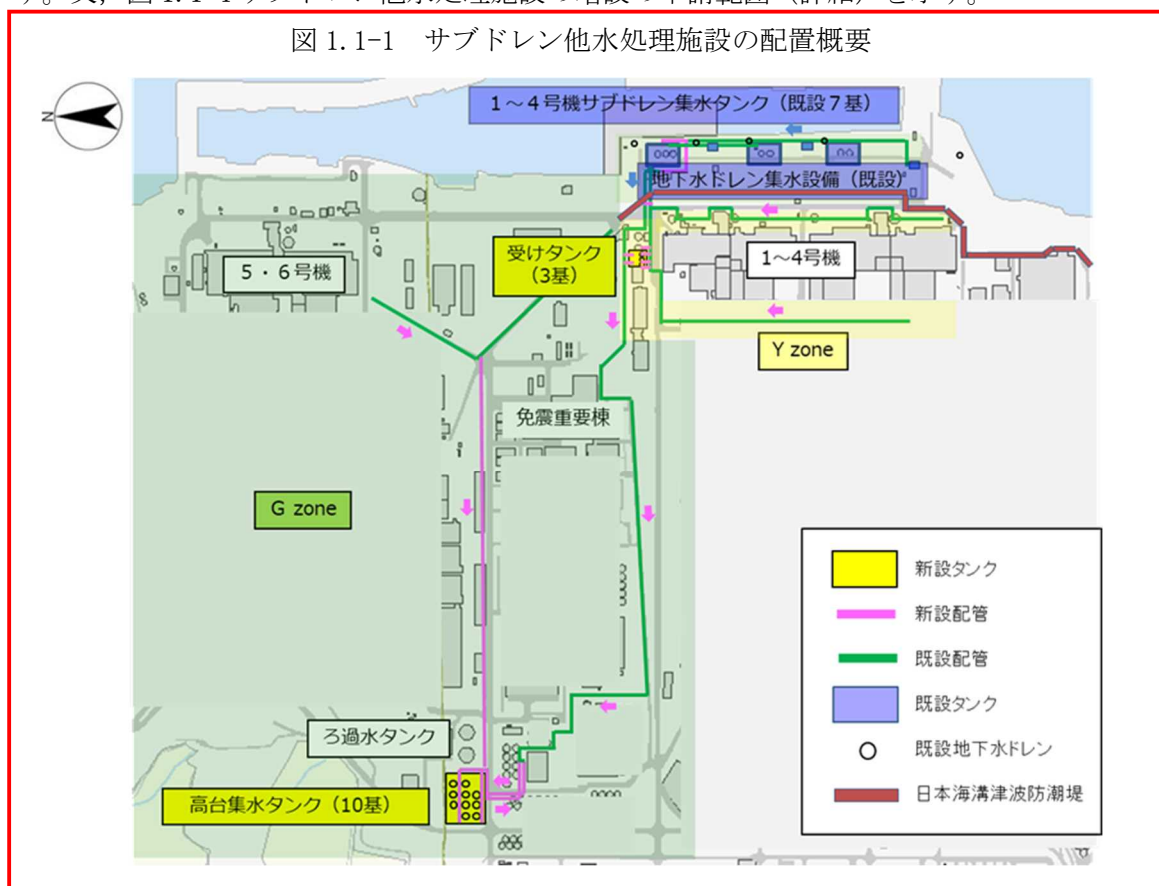 図 1.1-1 サブドレン他水処理施設の配置概要
N
1～4号機サブドレン集水タンク（既設７基）
地下水ドレン集水設備（既設）
受けタンク
（3基）
5・6号機
1～4号機
Y zone
免震重要棟
G zone
新設タンク
新設配管
既設配管
既設タンク
既設地下水ドレン
日本海溝津波防潮堤
ろ過水タンク
高台集水タンク（10基）